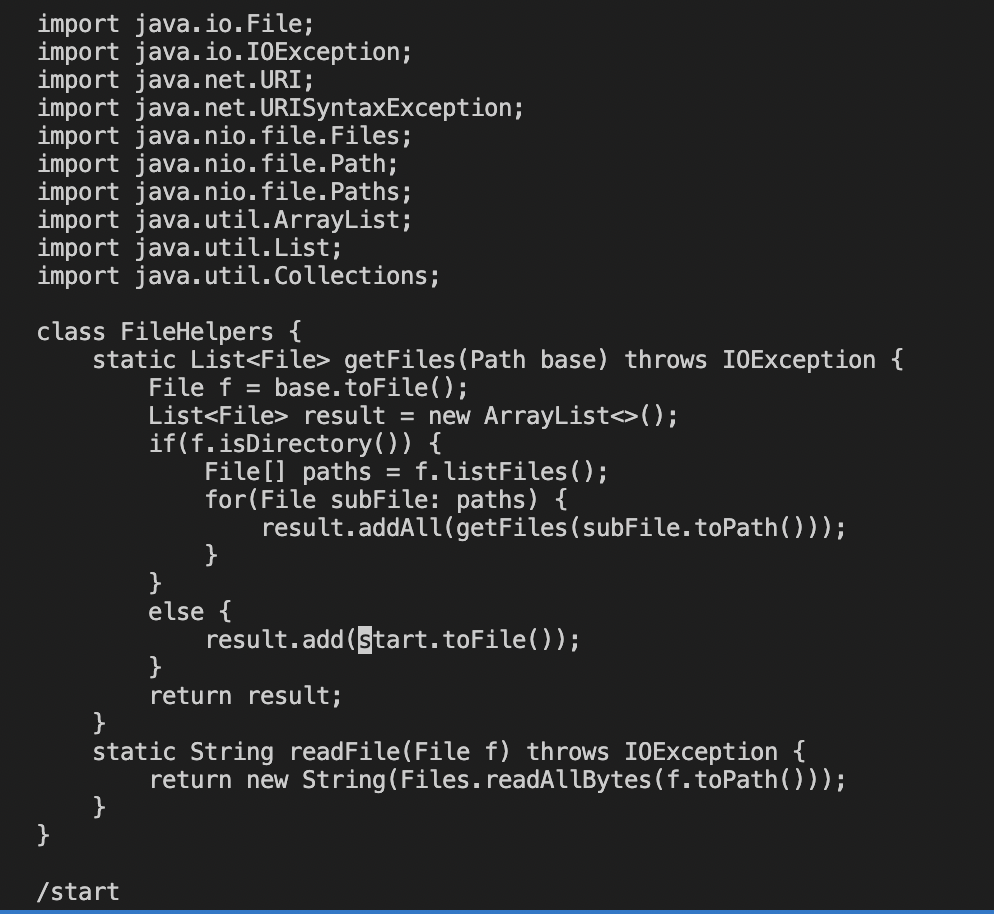 import java.io.File;
import java.io.IOException;
import java.net.URI;
import java.net.URISyntaxException;
import java.nio.file.Files;
import java.nio.file.Path;
import java.nio.file.Paths;
import java.util.ArrayList;
import java.util.List;
import java.util.Collections;

class FileHelpers {
    static List<File> getFiles(Path base) throws IOException {
        File f = base.toFile();
        List<File> result = new ArrayList<>();
        if(f.isDirectory()) {
            File[] paths = f.listFiles();
            for(File subFile: paths) {
                result.addAll(getFiles(subFile.toPath()));
            }
        }
        else {
            result.add(start.toFile());
        }
        return result;
    }
    static String readFile(File f) throws IOException {
        return new String(Files.readAllBytes(f.toPath()));
    }
}

/start